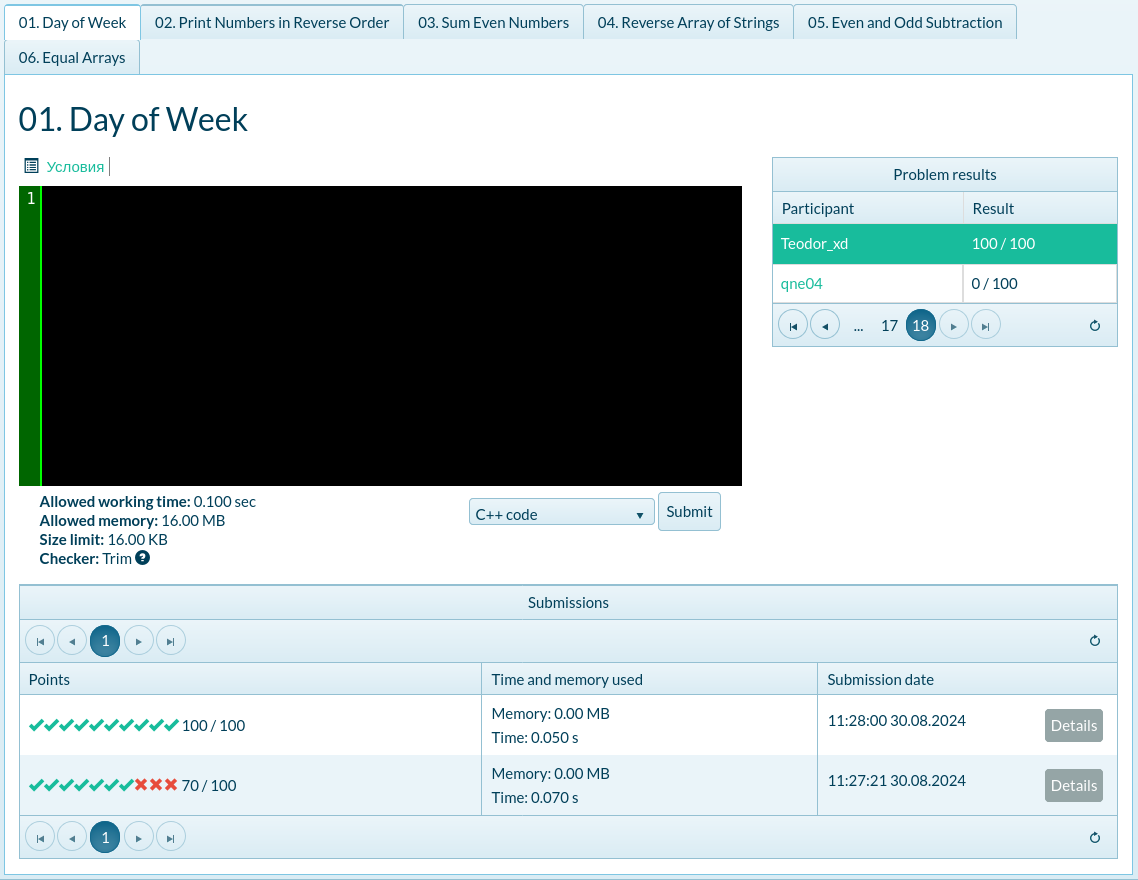 01. Day of Week
02. Print Numbers in Reverse Order
03. Sum Even Numbers
04. Reverse Array of Strings
05. Even and Odd Subtraction
06. Equal Arrays
01. Day of Week
Условия
1
Problem results
Participant Result
Teodor_xd 100 / 100
qne04 0 / 100
... 17 18
Allowed working time: 0.100 sec
Allowed memory: 16.00 MB
Size limit: 16.00 KB
Checker: Trim ?
C++ code
Submit
Submissions
1
Points Time and memory used Submission date
100 / 100
Memory: 0.00 MB
Time: 0.050 s
11:28:00 30.08.2024
Details
70 / 100
Memory: 0.00 MB
Time: 0.070 s
11:27:21 30.08.2024
Details
1